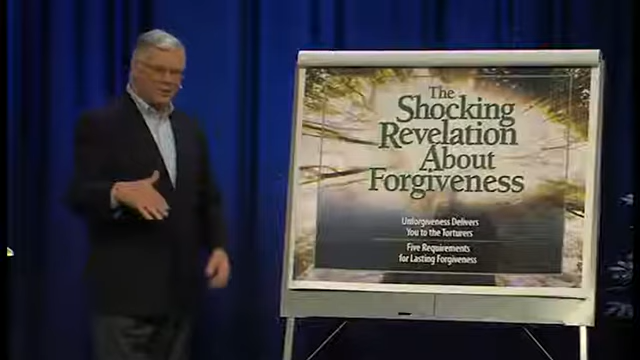 The
Shocking
Revelation
About
Forgiveness
Unforgiveness Delivers
You to the Torturers
Five Requirements
for Lasting Forgiveness